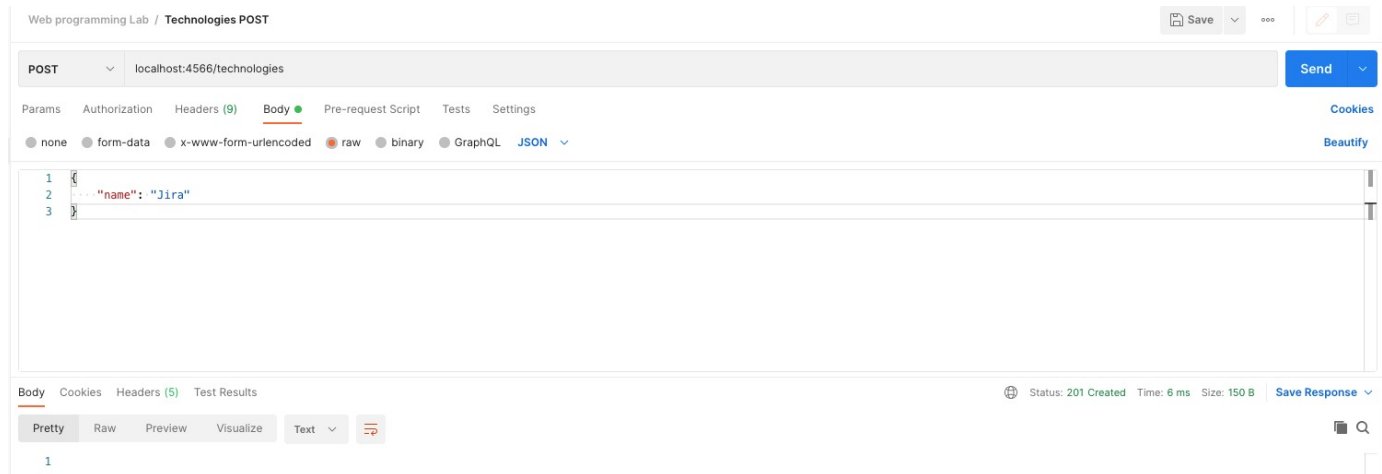 Web programming Lab / Technologies POST
Save
ooo
POST
localhost:4566/technologies
Send
Params Authorization Headers (9) Body Pre-request Script Tests Settings
Cookies
none form-data x-www-form-urlencoded raw binary GraphQL JSON
Beautify
1 {
2 ····"name":·"Jira"
3 }
Body Cookies Headers (5) Test Results
Status: 201 Created Time: 6 ms Size: 150 B Save Response
Pretty Raw Preview Visualize Text
1